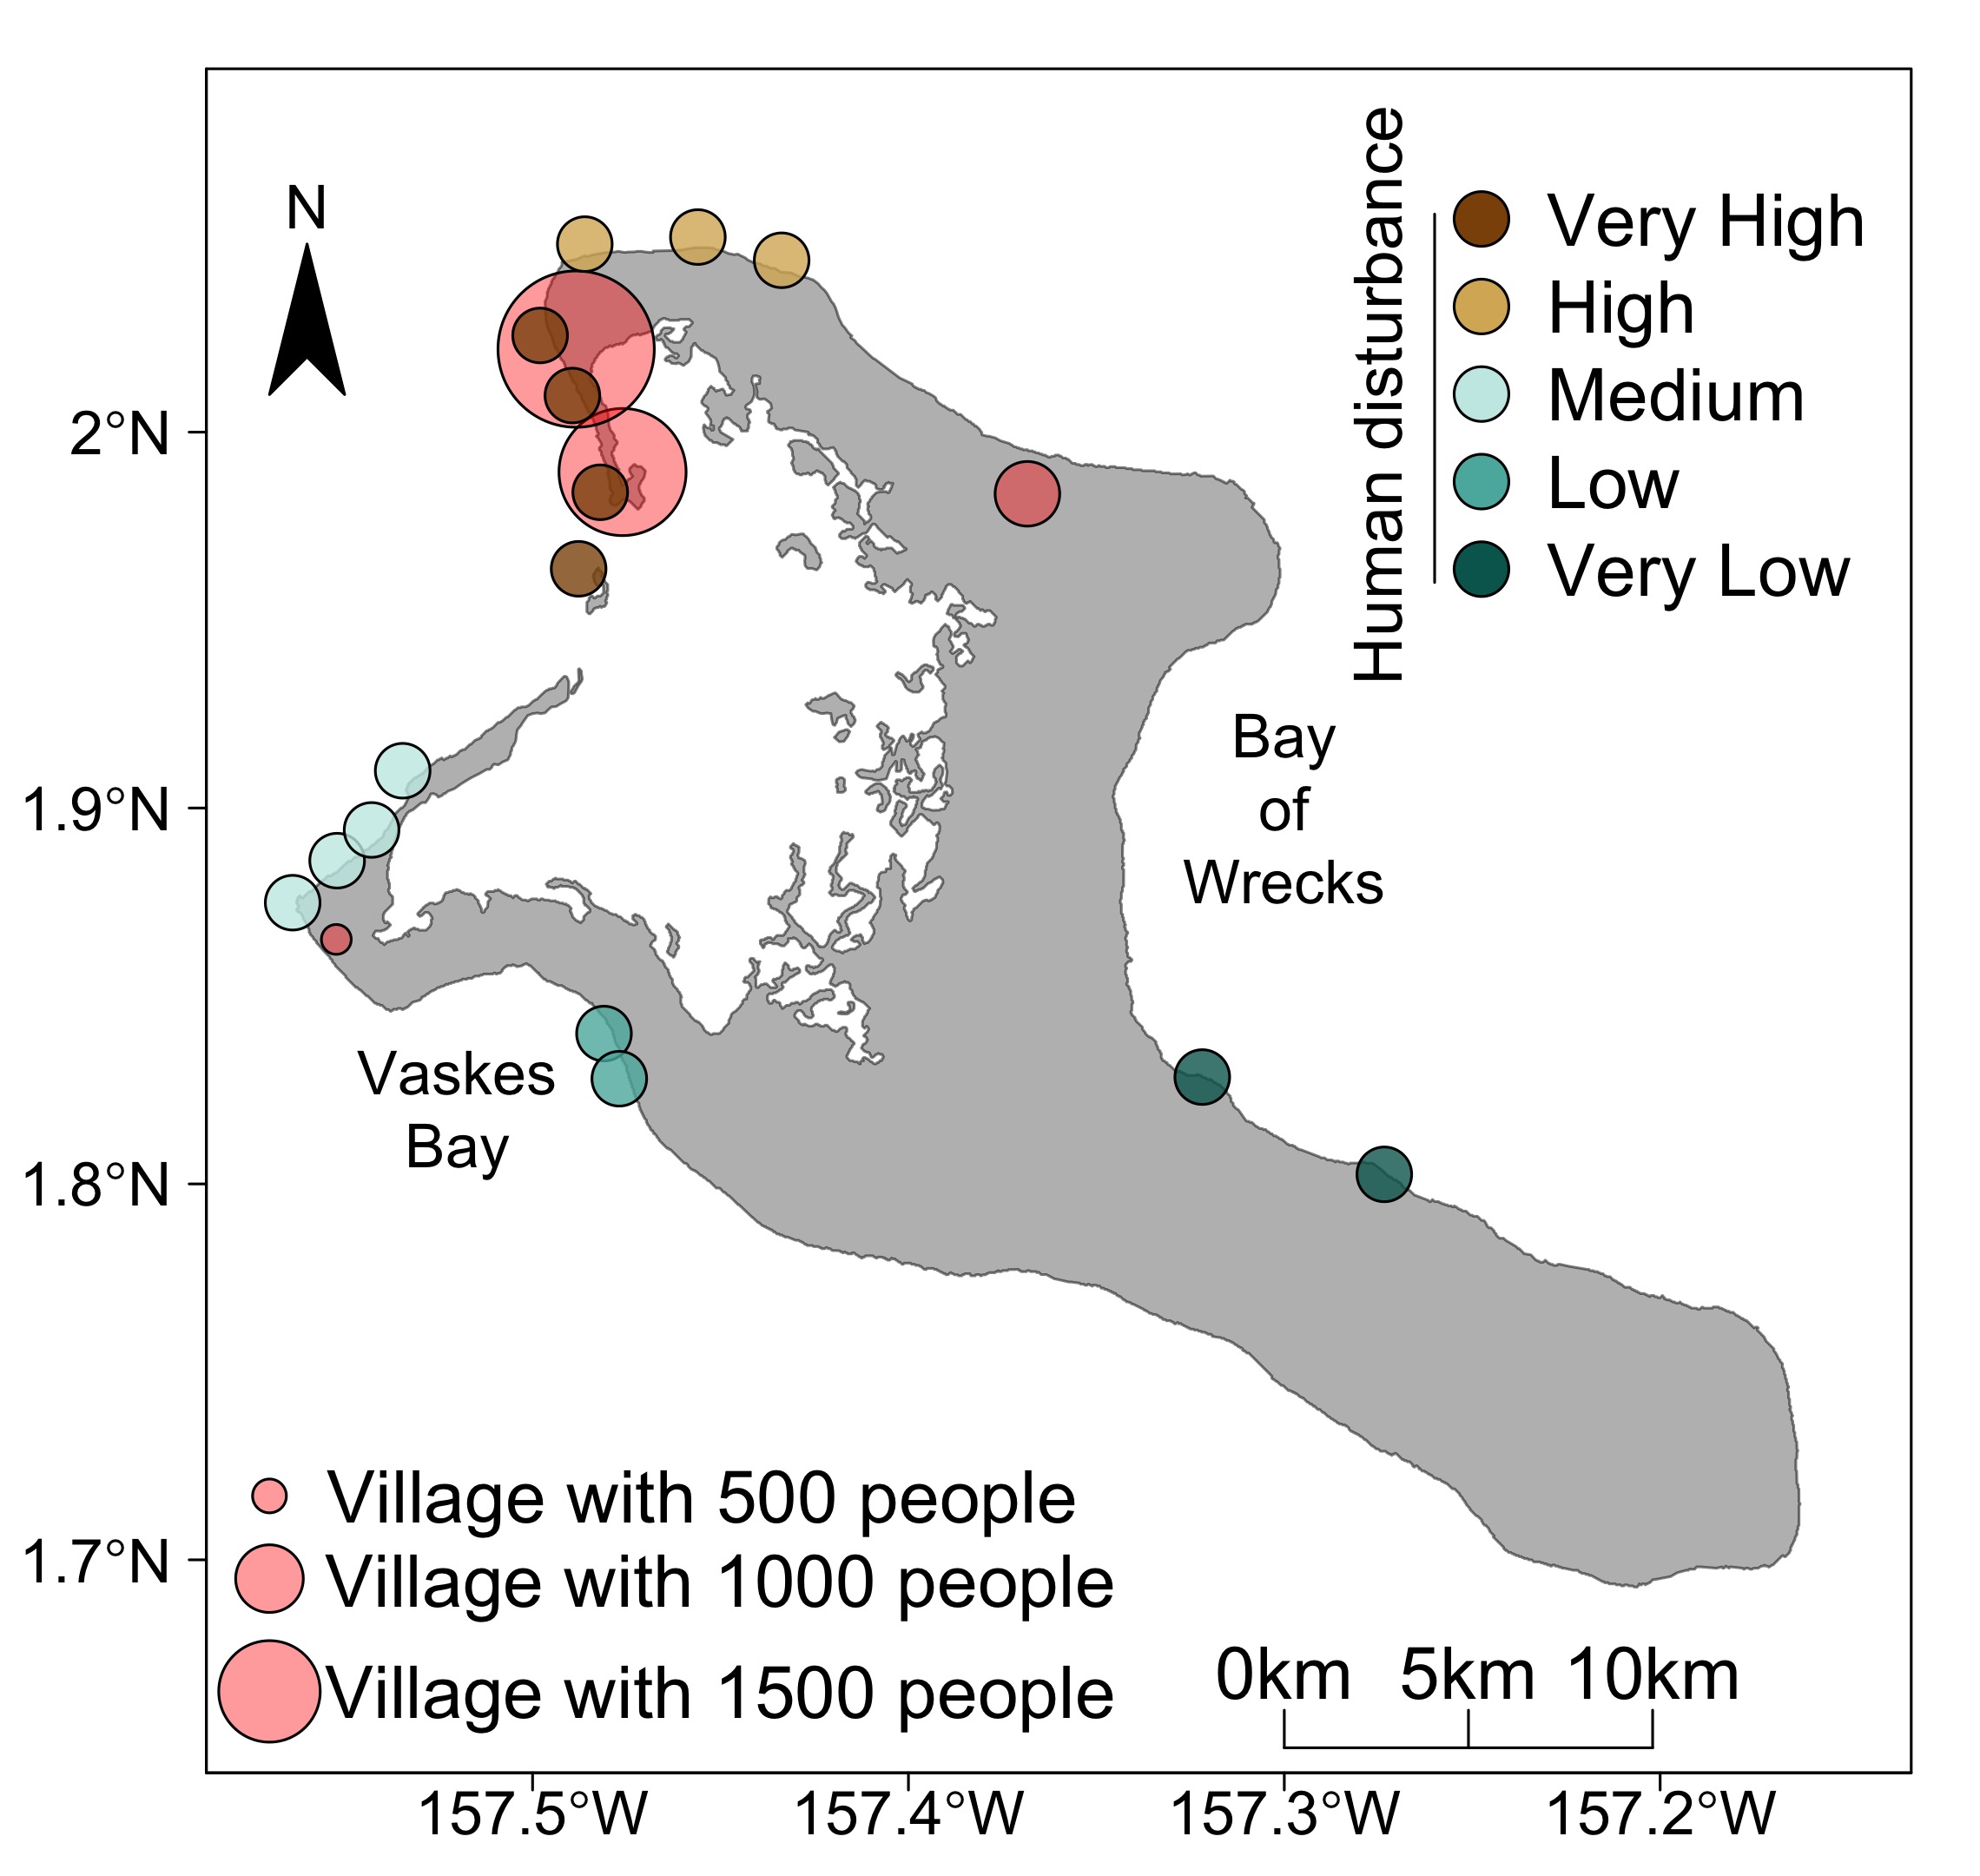 N
Human disturbance
Very High
High
Medium
Low
Very Low
2°N
1.9°N
1.8°N
1.7°N
Bay
of
Wrecks
Vaskes
Bay
Village with 500 people
Village with 1000 people
Village with 1500 people
0km 5km 10km
157.5°W 157.4°W 157.3°W 157.2°W